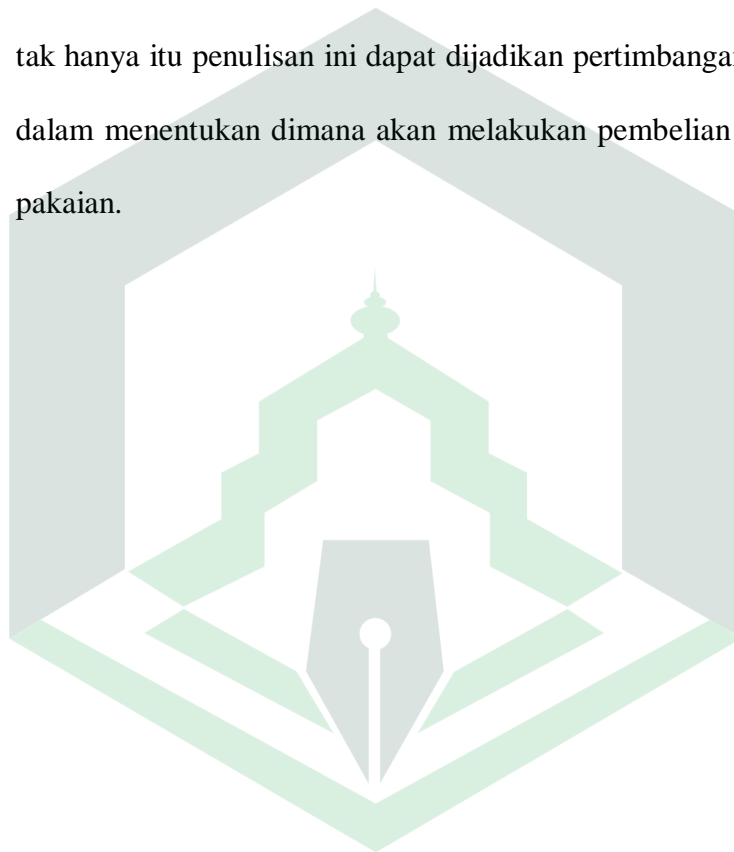 tak hanya itu penulisan ini dapat dijadikan pertimbangan
dalam menentukan dimana akan melakukan pembelian
pakaian.